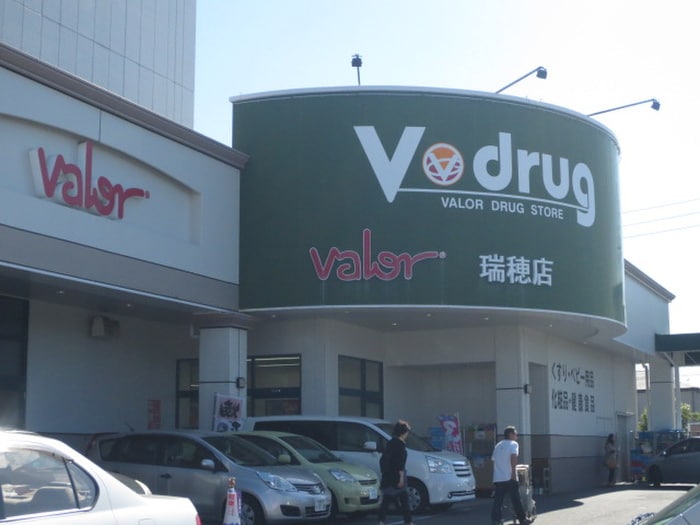 valor
V drug
VALOR DRUG STORE
valor
瑞穂店
くすり・ベビー用品
化粧品・健康食品